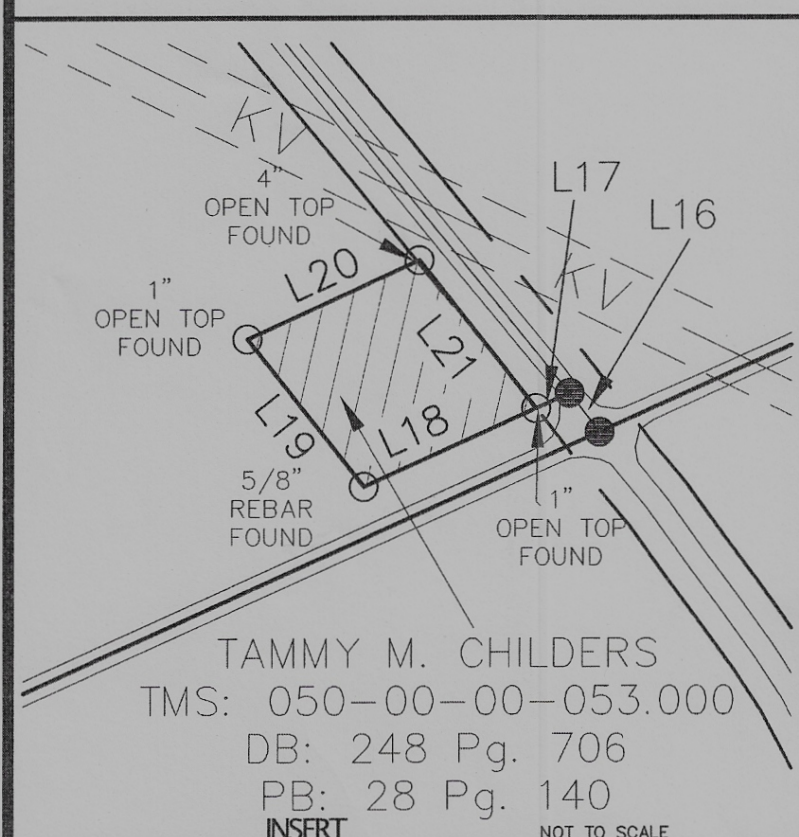 KV
4"
OPEN TOP
FOUND
L17
L16
L20
KV
1"
OPEN TOP
FOUND
L21
L19
L18
5/8"
REBAR
FOUND
1"
OPEN TOP
FOUND
TAMMY M. CHILDERS
TMS: 050-00-00-053.000
DB: 248 Pg. 706
PB: 28 Pg. 140
INSERT
NOT TO SCALE